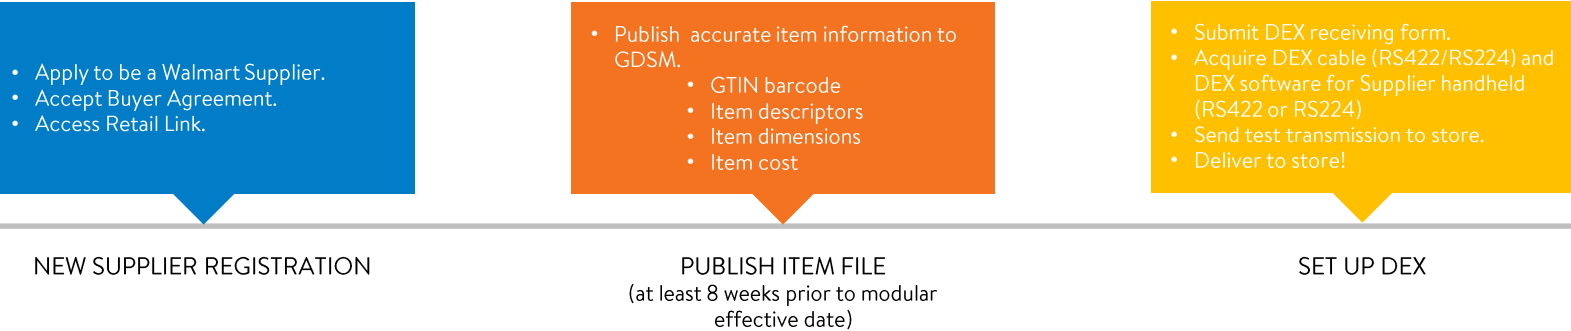 • Apply to be a Walmart Supplier.
• Accept Buyer Agreement.
• Access Retail Link.
NEW SUPPLIER REGISTRATION
• Publish accurate item information to
GDSM.
• GTIN barcode
• Item descriptors
• Item dimensions
• Item cost
PUBLISH ITEM FILE
(at least 8 weeks prior to modular
effective date)
• Submit DEX receiving form.
• Acquire DEX cable (RS422/RS224) and
DEX software for Supplier handheld
(RS422 or RS224)
• Send test transmission to store.
• Deliver to store!
SET UP DEX